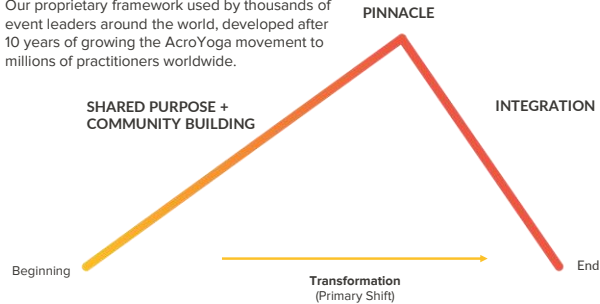 Our proprietary framework used by thousands of
event leaders around the world, developed after
10 years of growing the AcroYoga movement to
millions of practitioners worldwide.
PINNACLE
SHARED PURPOSE +
COMMUNITY BUILDING
INTEGRATION
Beginning
End
Transformation
(Primary Shift)